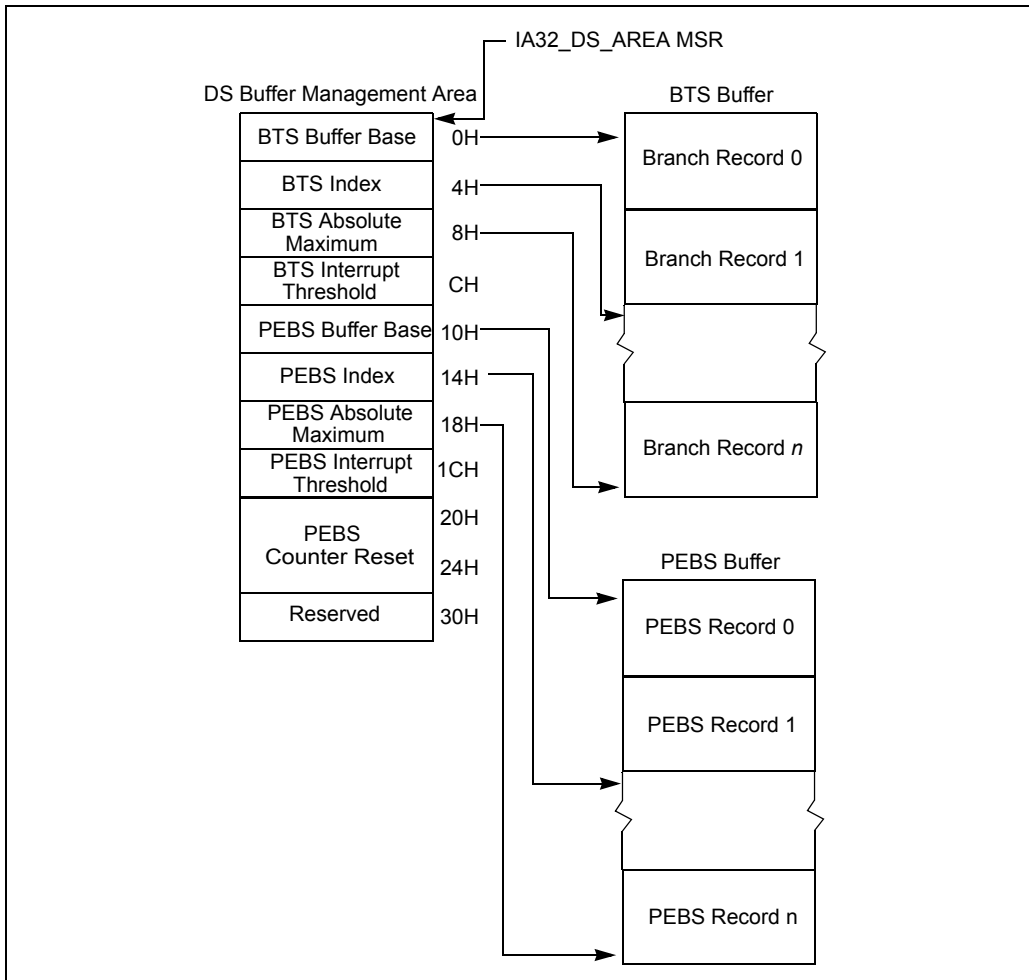 IA32_DS_AREA MSR
DS Buffer Management Area
BTS Buffer Base 0H
BTS Index 4H
BTS Absolute
Maximum 8H
BTS Interrupt
Threshold CH
PEBS Buffer Base 10H
PEBS Index 14H
PEBS Absolute
Maximum 18H
PEBS Interrupt
Threshold 1CH
20H
PEBS
Counter Reset
24H
Reserved 30H
BTS Buffer
Branch Record 0
Branch Record 1
Branch Record n
PEBS Buffer
PEBS Record 0
PEBS Record 1
PEBS Record n